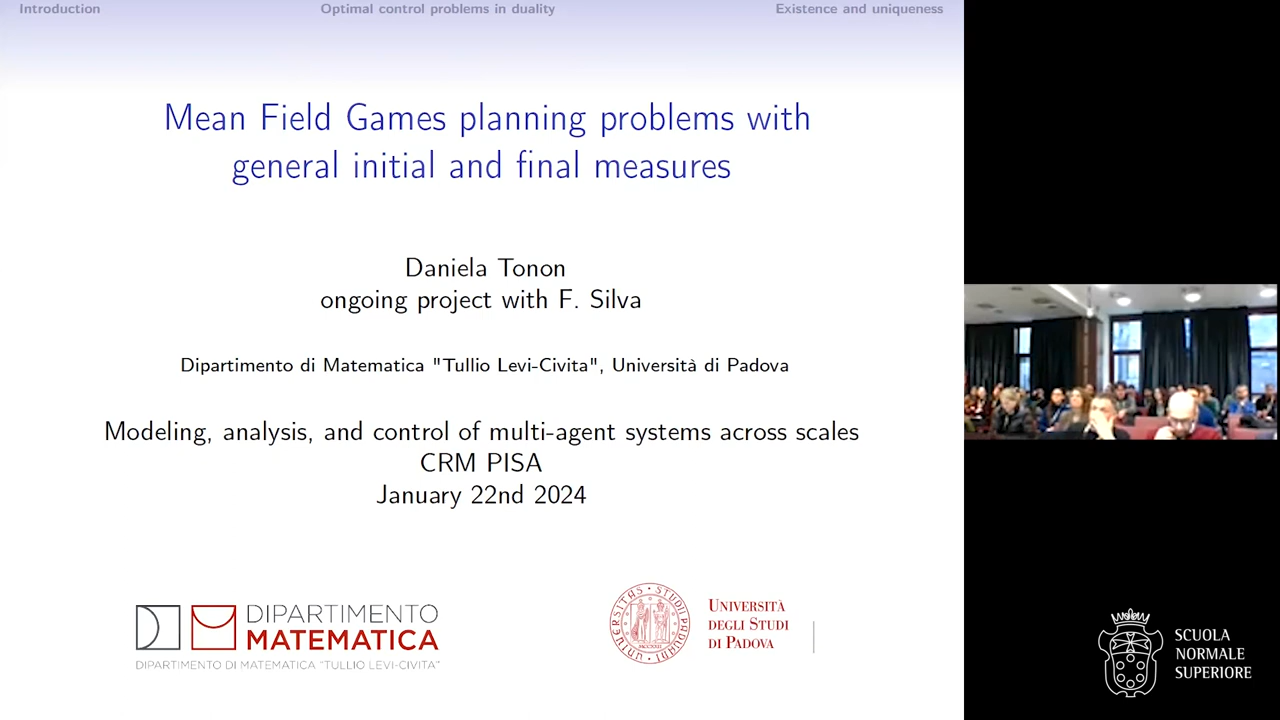 Introduction
Optimal control problems in duality
Existence and uniqueness
Mean Field Games planning problems with
general initial and final measures
Daniela Tonon
ongoing project with F. Silva
Dipartimento di Matematica "Tullio Levi-Civita", Università di Padova
Modeling, analysis, and control of multi-agent systems across scales
CRM PISA
January 22nd 2024
DIPARTIMENTO
MATEMATICA
DIPARTIMENTO DI MATEMATICA "TULLIO LEVI-CIVITA"
UNIVERSITÀ
DEGLI STUDI
DI PADOVA
SCUOLA
NORMALE
SUPERIORE